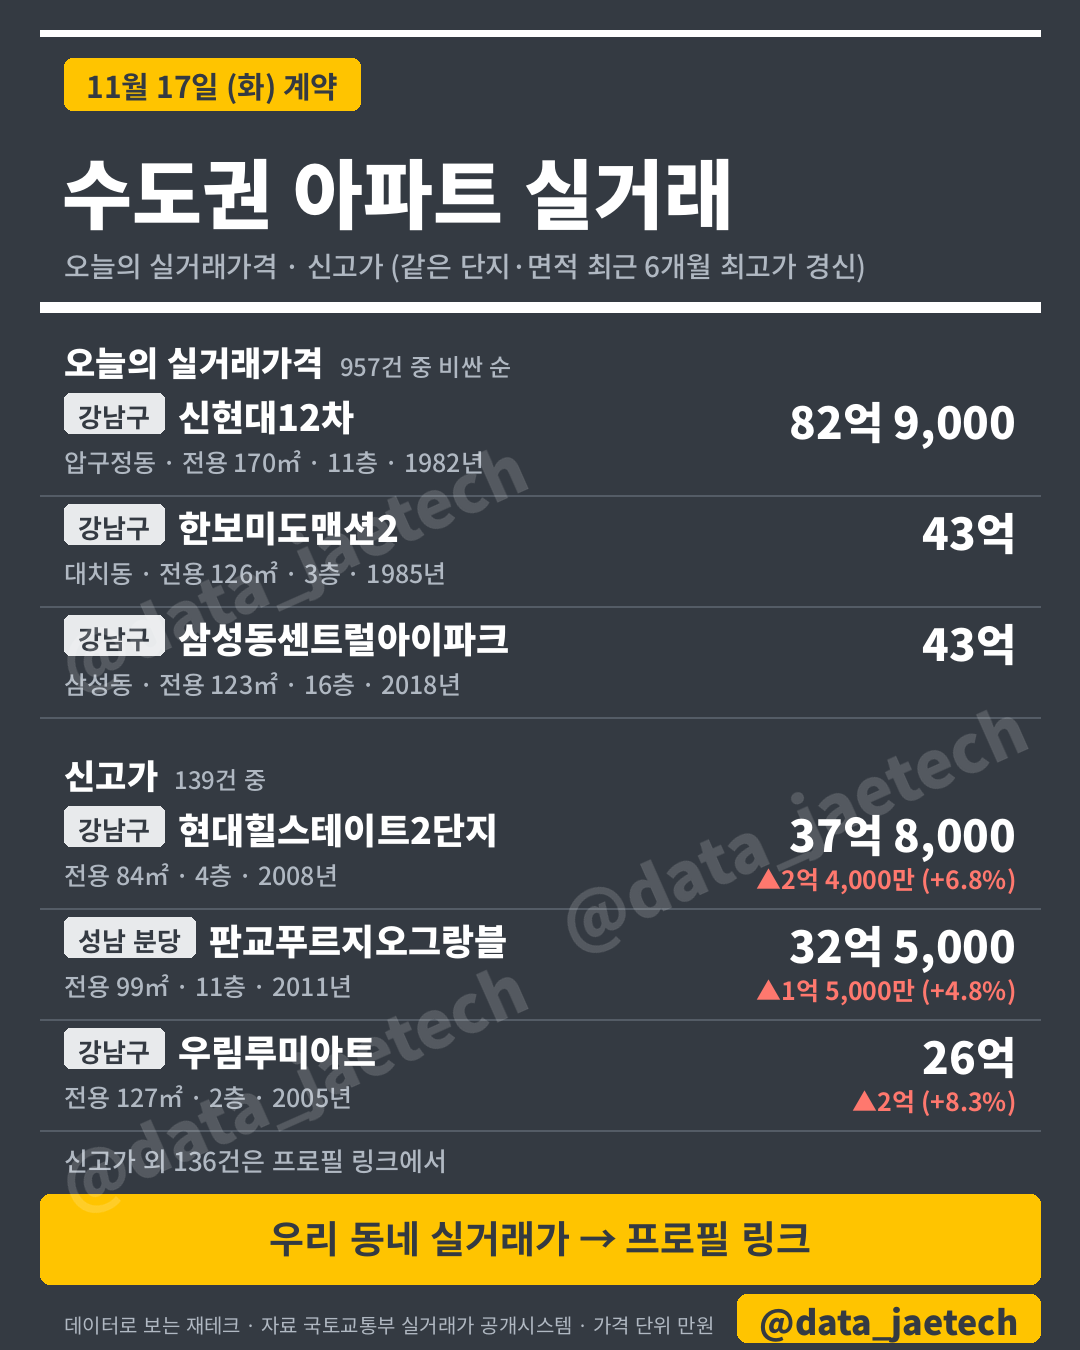 11월 17일 (화) 계약
수도권 아파트 실거래
오늘의 실거래가격 · 신고가 (같은 단지·면적 최근 6개월 최고가 경신)
오늘의 실거래가격 957건 중 비싼 순
강남구 신현대12차 82억 9,000
압구정동 · 전용 170㎡ · 11층 · 1982년
강남구 한보미도맨션2 43억
대치동 · 전용 126㎡ · 3층 · 1985년
강남구 삼성동센트럴아이파크 43억
삼성동 · 전용 123㎡ · 16층 · 2018년
신고가 139건 중
강남구 현대힐스테이트2단지 37억 8,000
전용 84㎡ · 4층 · 2008년 ▲2억 4,000만 (+6.8%)
성남 분당 판교푸르지오그랑블 32억 5,000
전용 99㎡ · 11층 · 2011년 ▲1억 5,000만 (+4.8%)
강남구 우림루미아트 26억
전용 127㎡ · 2층 · 2005년 ▲2억 (+8.3%)
신고가 외 136건은 프로필 링크에서
우리 동네 실거래가 → 프로필 링크
데이터로 보는 재테크 · 자료 국토교통부 실거래가 공개시스템 · 가격 단위 만원 @data_jaetech
@data_jaetech
@data_jaetech
@data_jaetech